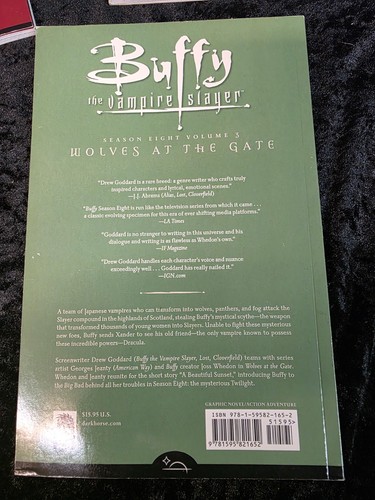 Buffy
the vampire slayer
SEASON EIGHT VOLUME 3
WOLVES AT THE GATE
"Drew Goddard is a rare breed: a genre writer who crafts truly
inspired characters and lyrical, emotional scenes."
—J.J. Abrams (Alias, Lost, Cloverfield)
"Buffy Season Eight is run like the television series from which it came . . .
a classic evolving specimen for this era of ever shifting media platforms."
—LA Times
"Goddard is no stranger to writing in this universe and his
dialogue and writing is as flawless as Whedon's own."
—IF Magazine
"Drew Goddard handles each character's voice and nuance
exceedingly well . . . Goddard has really nailed it."
—IGN.com
A team of Japanese vampires who can transform into wolves, panthers, and fog attack the
Slayer compound in the highlands of Scotland, stealing Buffy's mystical scythe—the weapon
that transformed thousands of young women into Slayers. Unable to fight these mysterious
new foes, Buffy sends Xander to see his old friend—the only vampire known to possess
these incredible powers—Dracula.
Screenwriter Drew Goddard (Buffy the Vampire Slayer, Lost, Cloverfield) teams with series
artist Georges Jeanty (American Way) and Buffy creator Joss Whedon in Wolves at the Gate.
Whedon and Jeanty reunite for the short story "A Beautiful Sunset," introducing Buffy to
the Big Bad behind all her troubles in Season Eight: the mysterious Twilight.
GRAPHIC NOVEL/ACTION ADVENTURE
$15.95 U.S.
darkhorse.com
ISBN 978-1-59582-165-2
51595>
9 781595 821652